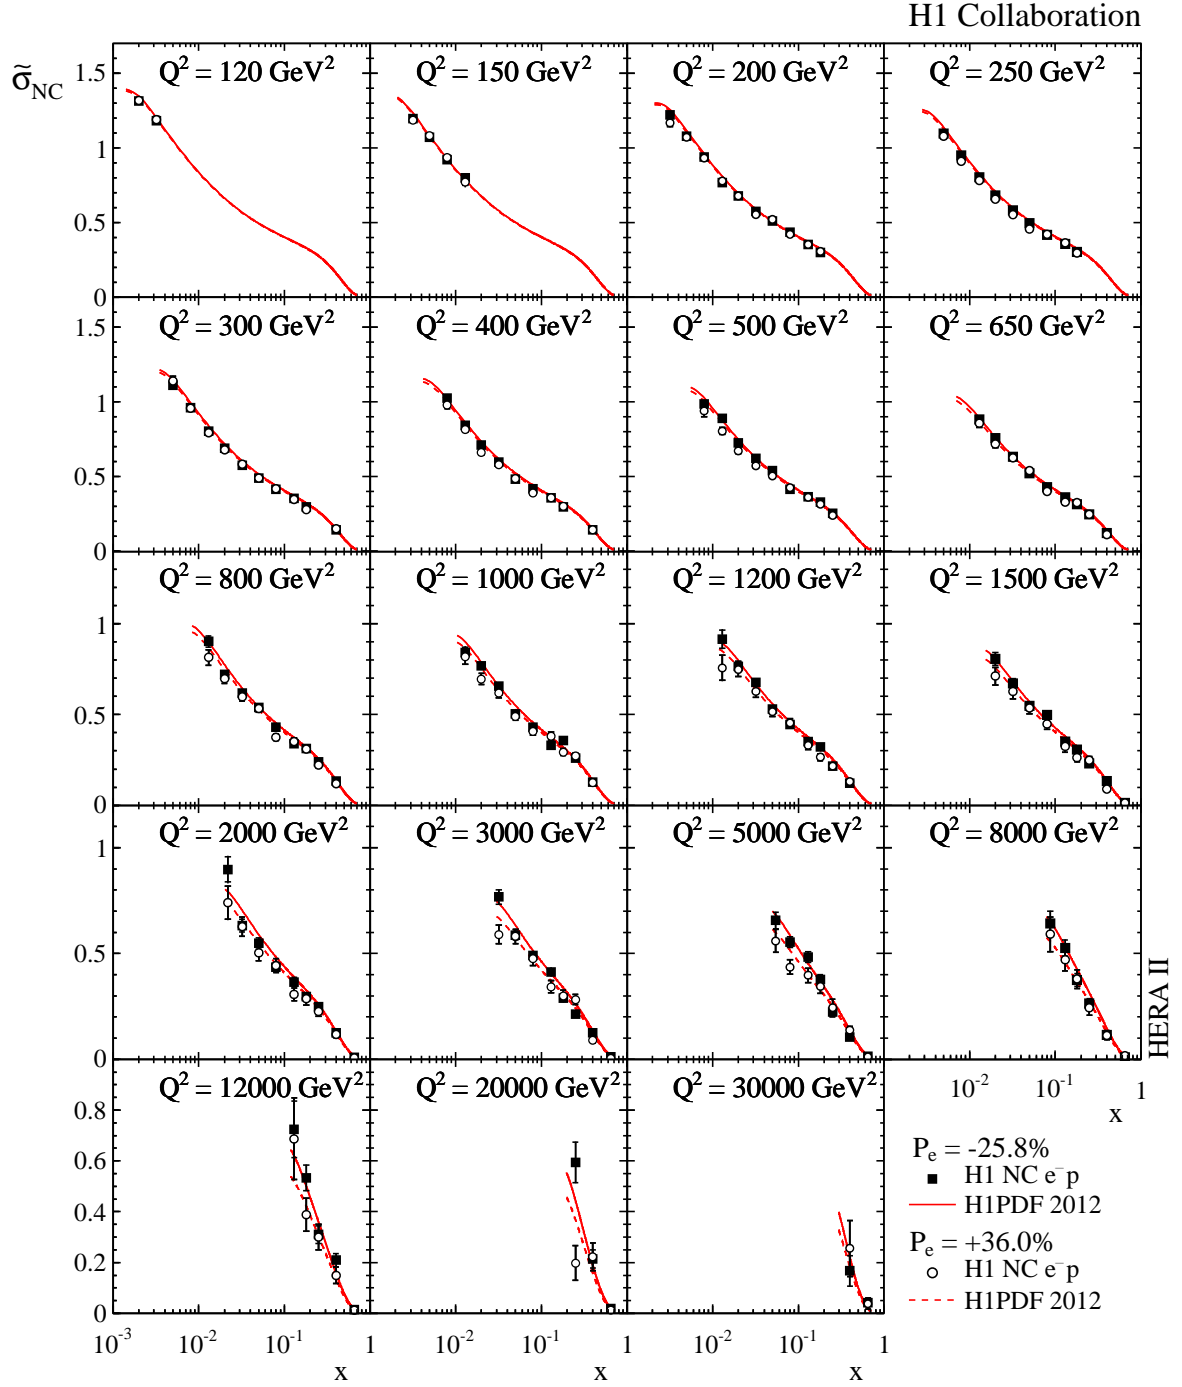 H1 Collaboration
σ̃NC
Q² = 120 GeV²
Q² = 150 GeV²
Q² = 200 GeV²
Q² = 250 GeV²
1.5
1
0.5
0
Q² = 300 GeV²
Q² = 400 GeV²
Q² = 500 GeV²
Q² = 650 GeV²
1.5
1
0.5
0
Q² = 800 GeV²
Q² = 1000 GeV²
Q² = 1200 GeV²
Q² = 1500 GeV²
1
0.5
0
Q² = 2000 GeV²
Q² = 3000 GeV²
Q² = 5000 GeV²
Q² = 8000 GeV²
1
0.5
0
HERA II
10⁻² 10⁻¹ 1
x
Q² = 12000 GeV²
Q² = 20000 GeV²
Q² = 30000 GeV²
0.8
0.6
0.4
0.2
0
10⁻³ 10⁻² 10⁻¹ 1
10⁻² 10⁻¹ 1
10⁻² 10⁻¹ 1
x
x
x
Pe = -25.8%
H1 NC e⁻p
H1PDF 2012
Pe = +36.0%
H1 NC e⁻p
H1PDF 2012